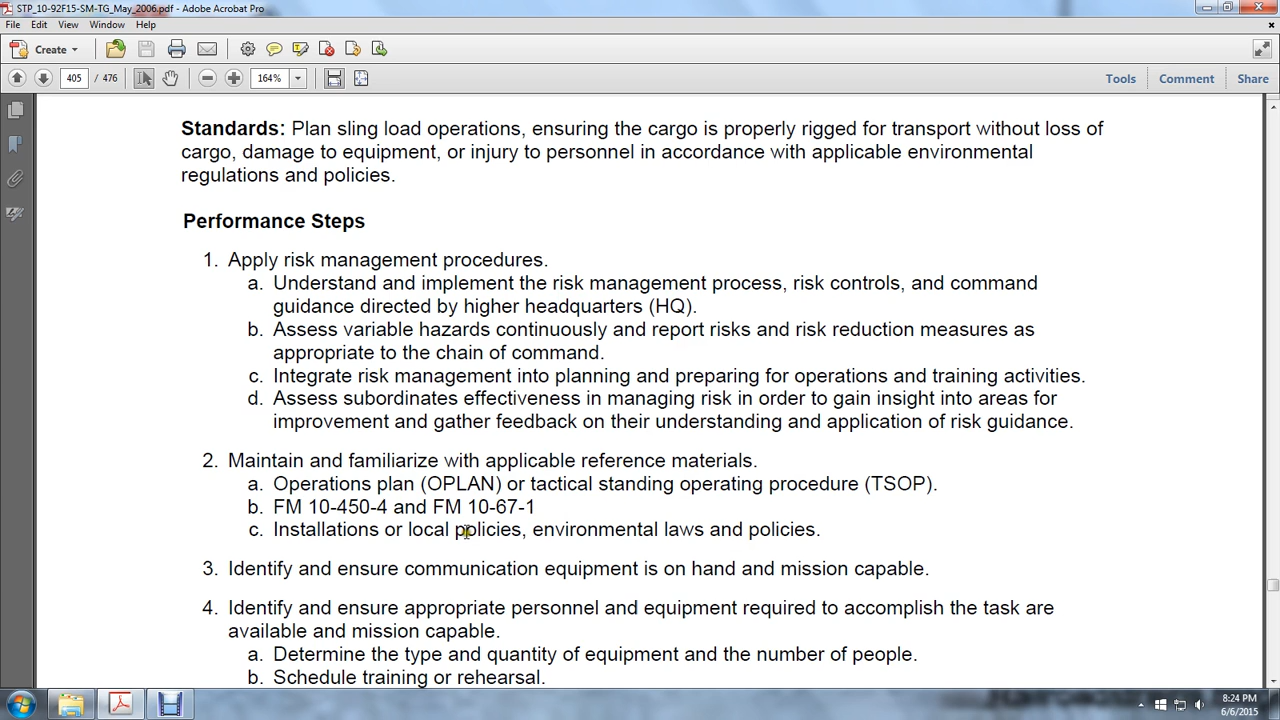 STP_10-92F15-SM-TG_May_2006.pdf - Adobe Acrobat Pro
File Edit View Window Help
Create
405 / 476 164% Tools Comment Share
Standards: Plan sling load operations, ensuring the cargo is properly rigged for transport without loss of
cargo, damage to equipment, or injury to personnel in accordance with applicable environmental
regulations and policies.
Performance Steps
1. Apply risk management procedures.
a. Understand and implement the risk management process, risk controls, and command
guidance directed by higher headquarters (HQ).
b. Assess variable hazards continuously and report risks and risk reduction measures as
appropriate to the chain of command.
c. Integrate risk management into planning and preparing for operations and training activities.
d. Assess subordinates effectiveness in managing risk in order to gain insight into areas for
improvement and gather feedback on their understanding and application of risk guidance.
2. Maintain and familiarize with applicable reference materials.
a. Operations plan (OPLAN) or tactical standing operating procedure (TSOP).
b. FM 10-450-4 and FM 10-67-1
c. Installations or local policies, environmental laws and policies.
3. Identify and ensure communication equipment is on hand and mission capable.
4. Identify and ensure appropriate personnel and equipment required to accomplish the task are
available and mission capable.
a. Determine the type and quantity of equipment and the number of people.
b. Schedule training or rehearsal.
8:24 PM
6/6/2015